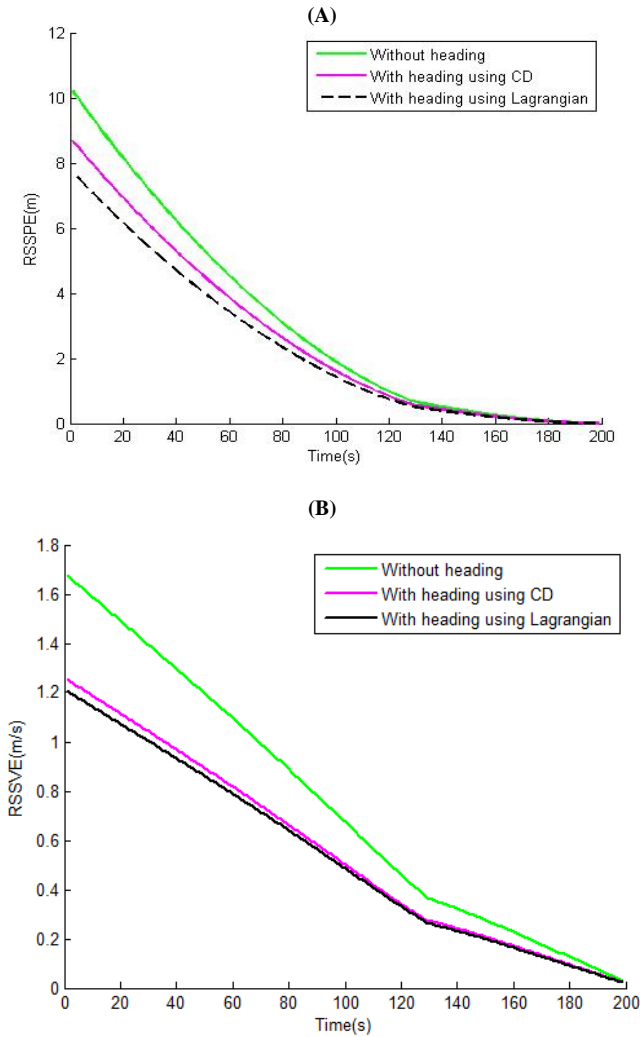 (A)
12
10
8
6
4
2
0
RSSPE(m)
Without heading
With heading using CD
With heading using Lagrangian
0 20 40 60 80 100 120 140 160 180 200
Time(s)
(B)
1.8
1.6
1.4
1.2
1
0.8
0.6
0.4
0.2
0
RSSVE(m/s)
Without heading
With heading using CD
With heading using Lagrangian
0 20 40 60 80 100 120 140 160 180 200
Time(s)